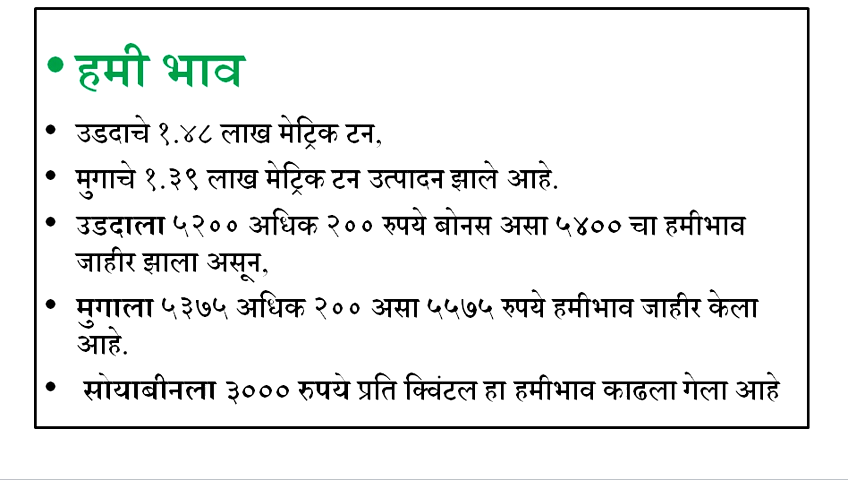 • हमी भाव
• उडदाचे १.४८ लाख मेट्रिक टन,
• मुगाचे १.३९ लाख मेट्रिक टन उत्पादन झाले आहे.
• उडदाला ५२०० अधिक २०० रुपये बोनस असा ५४०० चा हमीभाव
जाहीर झाला असून,
• मुगाला ५३७५ अधिक २०० असा ५५७५ रुपये हमीभाव जाहीर केला
आहे.
• सोयाबीनला ३००० रुपये प्रति क्विंटल हा हमीभाव काढला गेला आहे